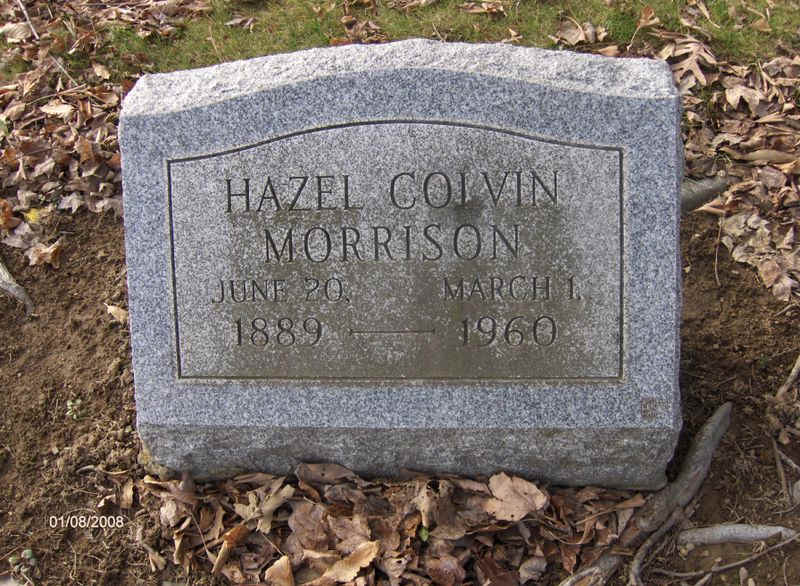 HAZEL COLVIN
MORRISON
JUNE 20, MARCH 1,
1889 — 1960
01/08/2008